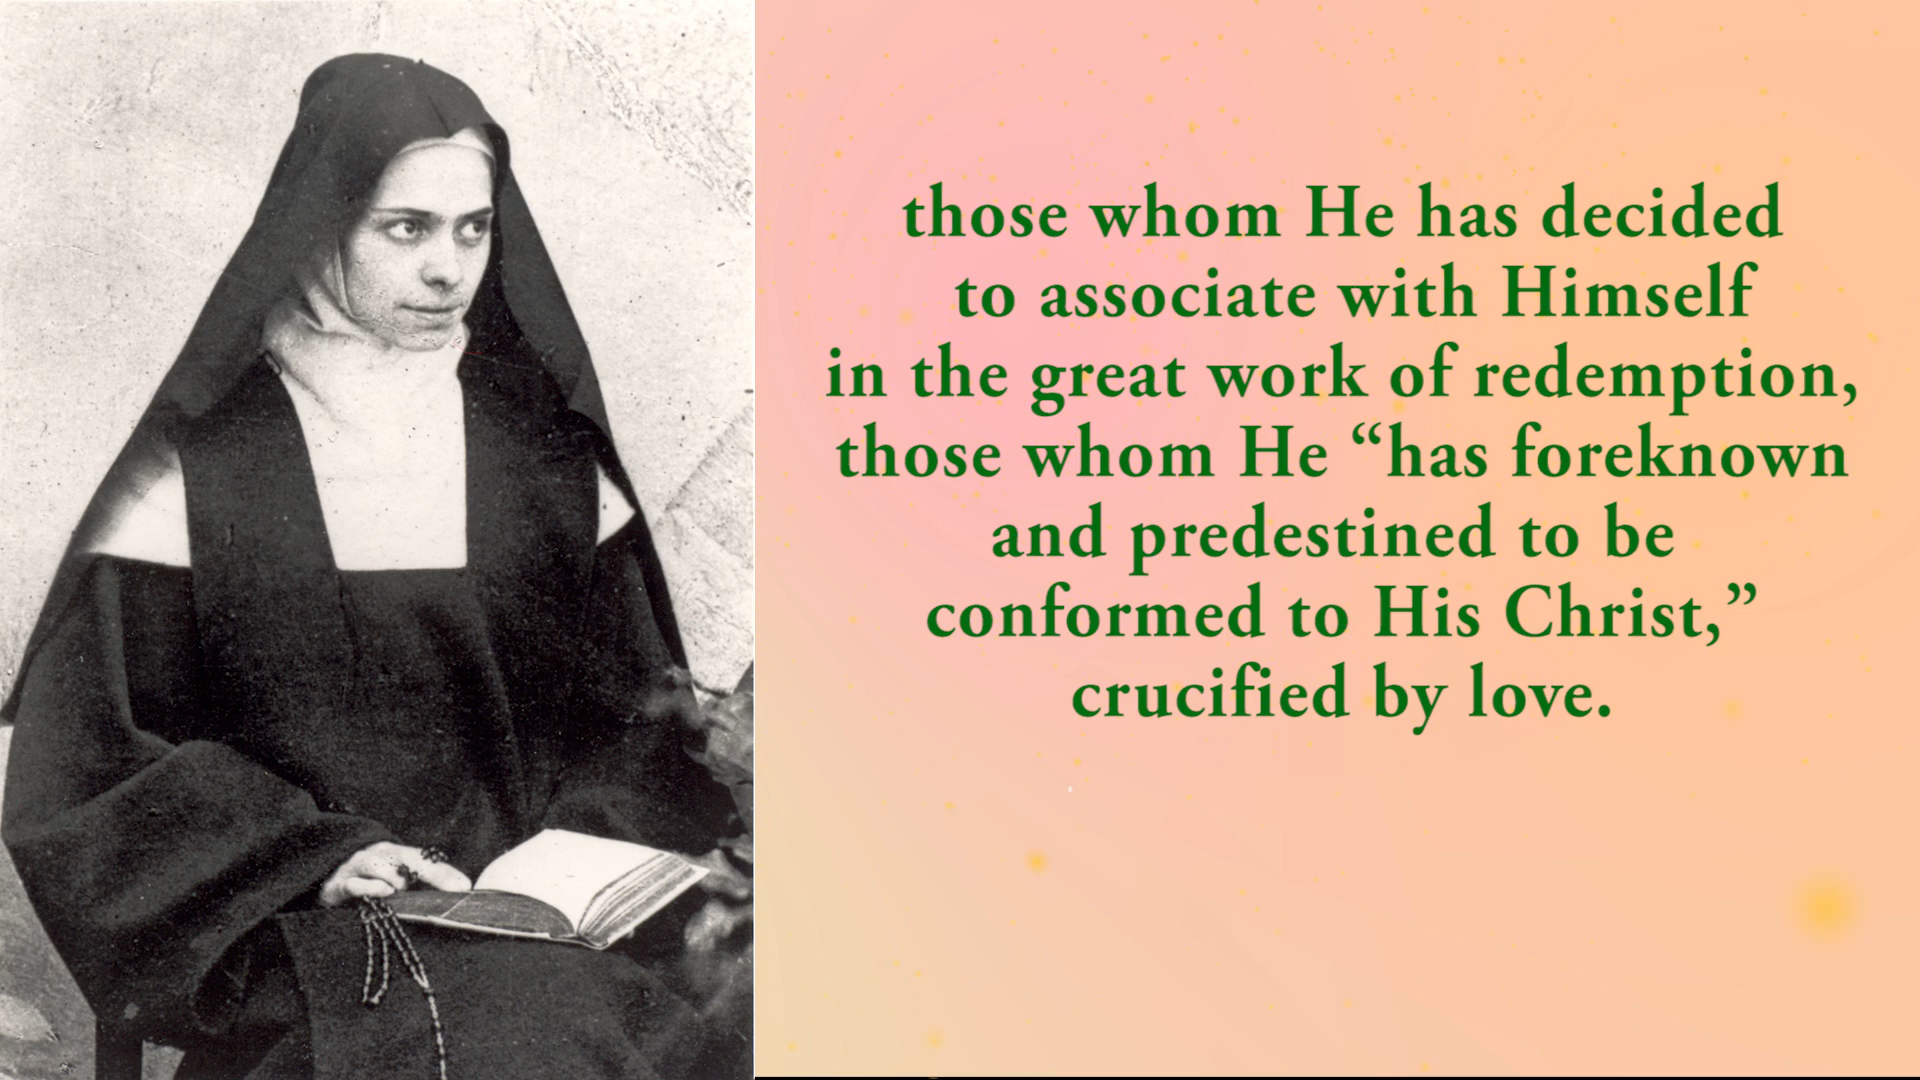 those whom He has decided
to associate with Himself
in the great work of redemption,
those whom He “has foreknown
and predestined to be
conformed to His Christ,”
crucified by love.